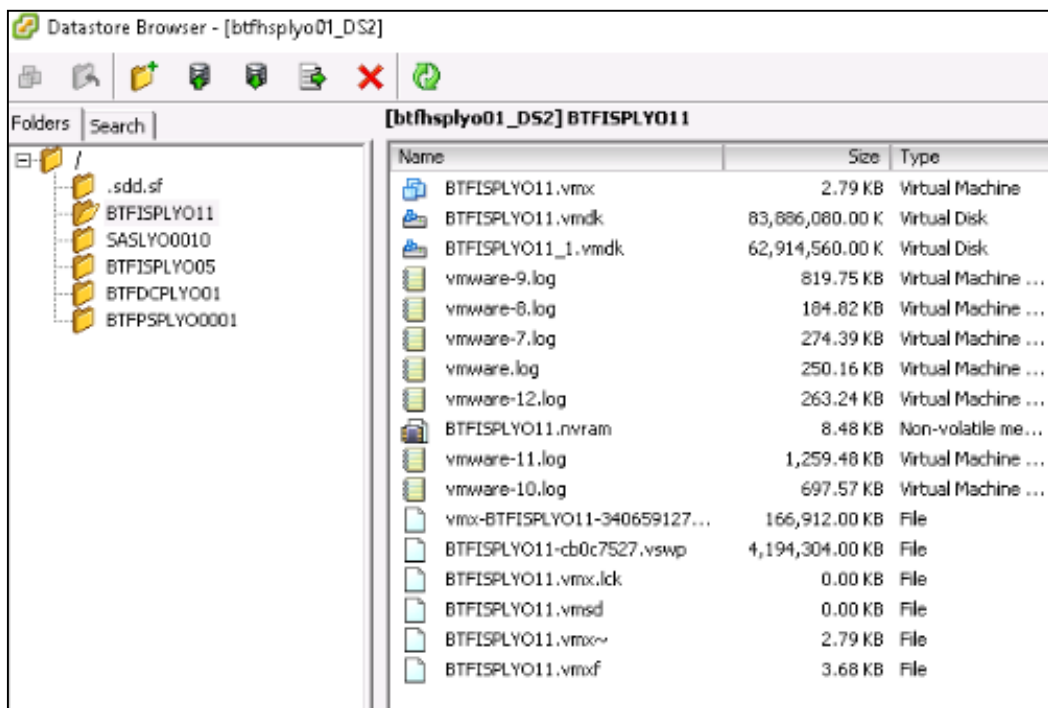 Datastore Browser - [btfhsplyo01_DS2]
Folders Search
/
.sdd.sf
BTFISPLYO11
SASLYO0010
BTFISPLYO05
BTFDCPLYO01
BTFPSPLYO0001
[btfhsplyo01_DS2] BTFISPLYO11
Name Size Type
BTFISPLYO11.vmx 2.79 KB Virtual Machine
BTFISPLYO11.vmdk 83,886,080.00 K Virtual Disk
BTFISPLYO11_1.vmdk 62,914,560.00 K Virtual Disk
vmware-9.log 819.75 KB Virtual Machine ...
vmware-8.log 184.82 KB Virtual Machine ...
vmware-7.log 274.39 KB Virtual Machine ...
vmware.log 250.16 KB Virtual Machine ...
vmware-12.log 263.24 KB Virtual Machine ...
BTFISPLYO11.nvram 8.48 KB Non-volatile me...
vmware-11.log 1,259.48 KB Virtual Machine ...
vmware-10.log 697.57 KB Virtual Machine ...
vmx-BTFISPLYO11-340659127... 166,912.00 KB File
BTFISPLYO11-cb0c7527.vswp 4,194,304.00 KB File
BTFISPLYO11.vmx.lck 0.00 KB File
BTFISPLYO11.vmsd 0.00 KB File
BTFISPLYO11.vmx~ 2.79 KB File
BTFISPLYO11.vmxf 3.68 KB File